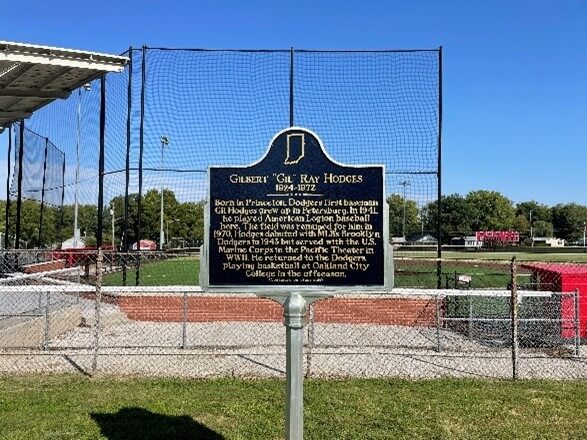 GILBERT "GIL" RAY HODGES
1924-1972
Born in Princeton, Dodgers first baseman
Gil Hodges grew up in Petersburg. In 1941,
he played American Legion baseball
here. The field was renamed for him in
1970. Hodges debuted with MLB's Brooklyn
Dodgers in 1943 but served with the U.S.
Marine Corps in the Pacific Theater in
WWII. He returned to the Dodgers,
playing basketball at Oakland City
College in the offseason.